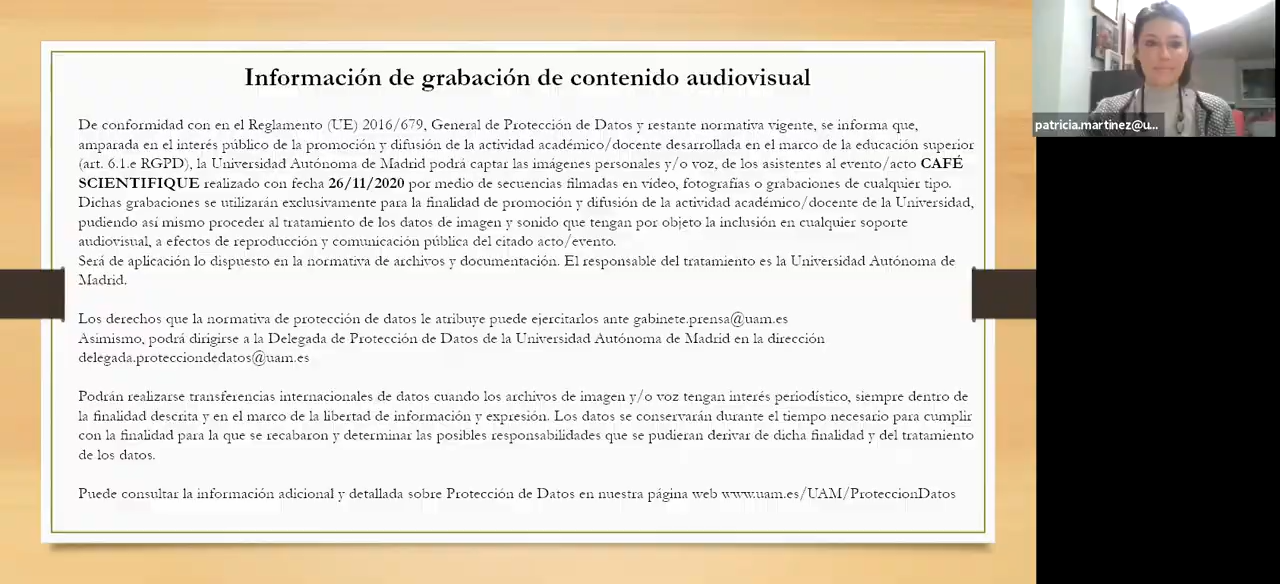 Información de grabación de contenido audiovisual
De conformidad con en el Reglamento (UE) 2016/679, General de Protección de Datos y restante normativa vigente, se informa que,
amparada en el interés público de la promoción y difusión de la actividad académico/docente desarrollada en el marco de la educación superior
(art. 6.1.e RGPD), la Universidad Autónoma de Madrid podrá captar las imágenes personales y/o voz, de los asistentes al evento/acto CAFÉ
SCIENTIFIQUE realizado con fecha 26/11/2020 por medio de secuencias filmadas en vídeo, fotografías o grabaciones de cualquier tipo.
Dichas grabaciones se utilizarán exclusivamente para la finalidad de promoción y difusión de la actividad académico/docente de la Universidad,
pudiendo así mismo proceder al tratamiento de los datos de imagen y sonido que tengan por objeto la inclusión en cualquier soporte
audiovisual, a efectos de reproducción y comunicación pública del citado acto/evento.
Será de aplicación lo dispuesto en la normativa de archivos y documentación. El responsable del tratamiento es la Universidad Autónoma de
Madrid.
Los derechos que la normativa de protección de datos le atribuye puede ejercitarlos ante gabinete.prensa@uam.es
Asimismo, podrá dirigirse a la Delegada de Protección de Datos de la Universidad Autónoma de Madrid en la dirección
delegada.protecciondedatos@uam.es
Podrán realizarse transferencias internacionales de datos cuando los archivos de imagen y/o voz tengan interés periodístico, siempre dentro de
la finalidad descrita y en el marco de la libertad de información y expresión. Los datos se conservarán durante el tiempo necesario para cumplir
con la finalidad para la que se recabaron y determinar las posibles responsabilidades que se pudieran derivar de dicha finalidad y del tratamiento
de los datos.
Puede consultar la información adicional y detallada sobre Protección de Datos en nuestra página web www.uam.es/UAM/ProteccionDatos
patricia.martinez@u...